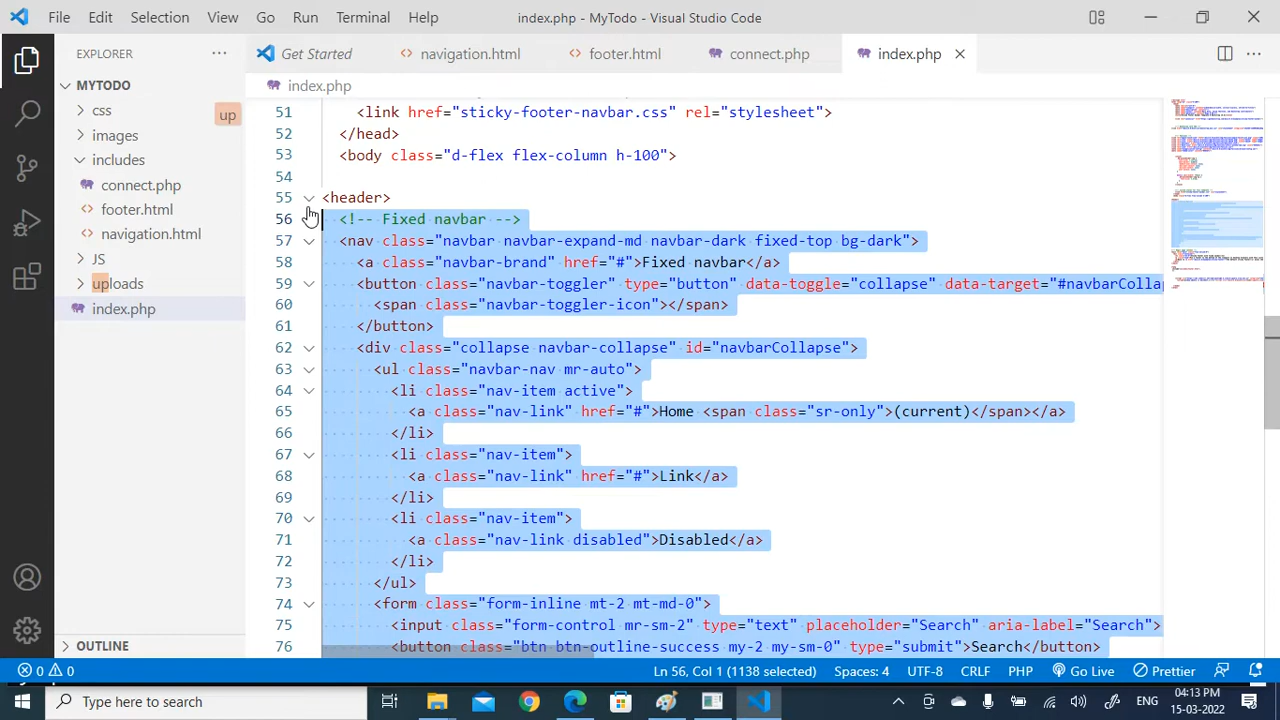 File Edit Selection View Go Run Terminal Help index.php - MyTodo - Visual Studio Code
EXPLORER
Get Started navigation.html footer.html connect.php index.php
MYTODO
index.php
css
images
includes
connect.php
footer.html
navigation.html
JS
uploads
index.php
up
OUTLINE
51 <link href="sticky-footer-navbar.css" rel="stylesheet">
52 </head>
53 <body class="d-flex flex-column h-100">
54
55 <header>
56 <!-- Fixed navbar -->
57 <nav class="navbar navbar-expand-md navbar-dark fixed-top bg-dark">
58 <a class="navbar-brand" href="#">Fixed navbar</a>
59 <button class="navbar-toggler" type="button" data-toggle="collapse" data-target="#navbarColla
60 <span class="navbar-toggler-icon"></span>
61 </button>
62 <div class="collapse navbar-collapse" id="navbarCollapse">
63 <ul class="navbar-nav mr-auto">
64 <li class="nav-item active">
65 <a class="nav-link" href="#">Home <span class="sr-only">(current)</span></a>
66 </li>
67 <li class="nav-item">
68 <a class="nav-link" href="#">Link</a>
69 </li>
70 <li class="nav-item">
71 <a class="nav-link disabled">Disabled</a>
72 </li>
73 </ul>
74 <form class="form-inline mt-2 mt-md-0">
75 <input class="form-control mr-sm-2" type="text" placeholder="Search" aria-label="Search">
76 <button class="btn btn-outline-success my-2 my-sm-0" type="submit">Search</button>
0 0 Ln 56, Col 1 (1138 selected) Spaces: 4 UTF-8 CRLF PHP Go Live Prettier
Type here to search ENG 04:13 PM
15-03-2022